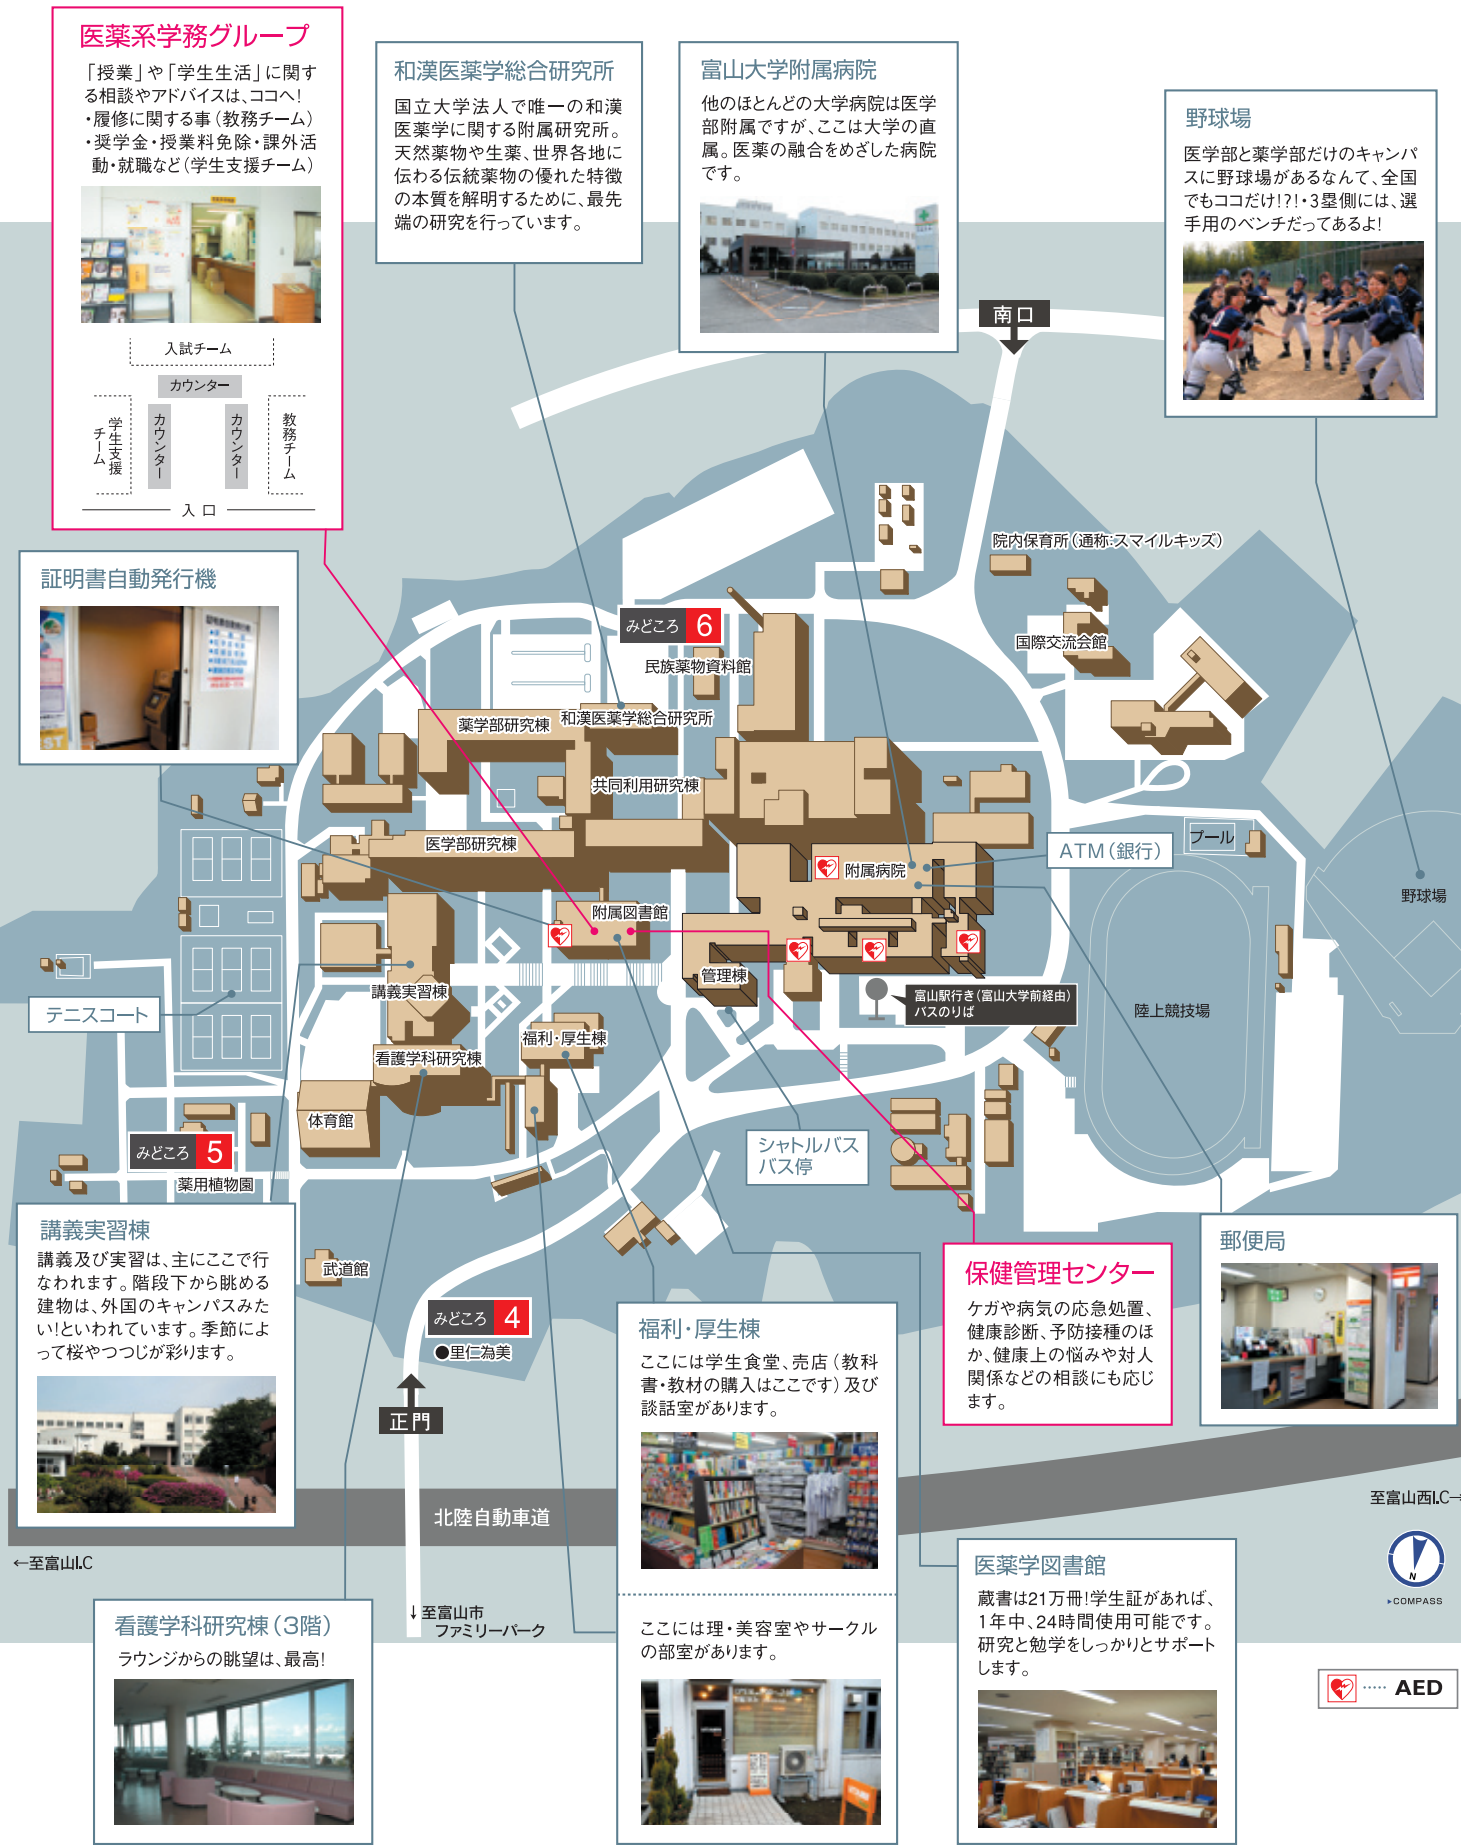 医薬系学務グループ
「授業」や「学生生活」に関す
る相談やアドバイスは、ココへ!
・履修に関する事(教務チーム)
・奨学金・授業料免除・課外活
動・就職など(学生支援チーム)
入試チーム
カウンター
学生支援
チーム
カウンター
カウンター
教務チーム
入口
和漢医薬学総合研究所
国立大学法人で唯一の和漢
医薬学に関する附属研究所。
天然薬物や生薬、世界各地に
伝わる伝統薬物の優れた特徴
の本質を解明するために、最先
端の研究を行っています。
富山大学附属病院
他のほとんどの大学病院は医学
部附属ですが、ここは大学の直
属。医薬の融合をめざした病院
です。
野球場
医学部と薬学部だけのキャンパ
スに野球場があるなんて、全国
でもココだけ!?!・3塁側には、選
手用のベンチだってあるよ!
南口
証明書自動発行機
院内保育所(通称:スマイルキッズ)
国際交流会館
みどころ 6
民族薬物資料館
薬学部研究棟
和漢医薬学総合研究所
共同利用研究棟
医学部研究棟
附属病院
ATM(銀行)
プール
野球場
附属図書館
管理棟
講義実習棟
テニスコート
富山駅行き(富山大学前経由)
バスのりば
陸上競技場
福利・厚生棟
看護学科研究棟
体育館
みどころ 5
薬用植物園
シャトルバス
バス停
武道館
みどころ 4
●里仁為美
正門
講義実習棟
講義及び実習は、主にここで行
なわれます。階段下から眺める
建物は、外国のキャンパスみた
い!といわれています。季節によ
って桜やつつじが彩ります。
福利・厚生棟
ここには学生食堂、売店(教科
書・教材の購入はここです)及び
談話室があります。
ここには理・美容室やサークル
の部室があります。
保健管理センター
ケガや病気の応急処置、
健康診断、予防接種のほ
か、健康上の悩みや対人
関係などの相談にも応じ
ます。
郵便局
北陸自動車道
←至富山I.C
至富山西I.C→
↓至富山市
ファミリーパーク
N
▸COMPASS
看護学科研究棟(3階)
ラウンジからの眺望は、最高!
医薬学図書館
蔵書は21万冊!学生証があれば、
1年中、24時間使用可能です。
研究と勉学をしっかりとサポート
します。
····· AED